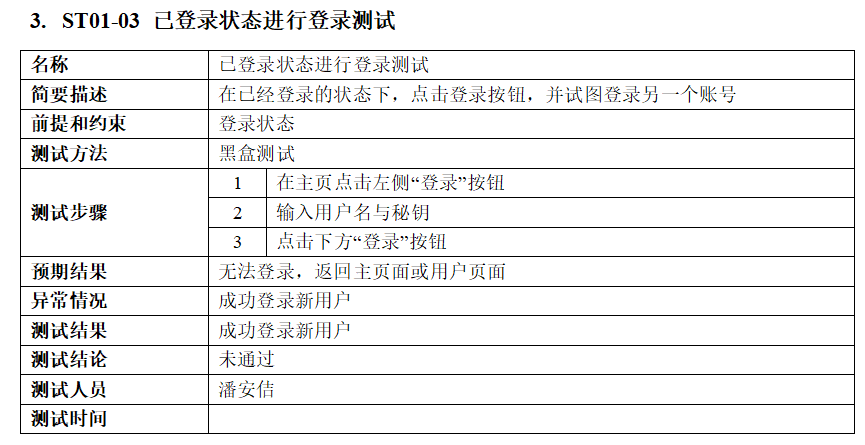 3. ST01-03 已登录状态进行登录测试
名称 已登录状态进行登录测试
简要描述 在已经登录的状态下，点击登录按钮，并试图登录另一个账号
前提和约束 登录状态
测试方法 黑盒测试
测试步骤 1 在主页点击左侧“登录”按钮
2 输入用户名与秘钥
3 点击下方“登录”按钮
预期结果 无法登录，返回主页面或用户页面
异常情况 成功登录新用户
测试结果 成功登录新用户
测试结论 未通过
测试人员 潘安佶
测试时间